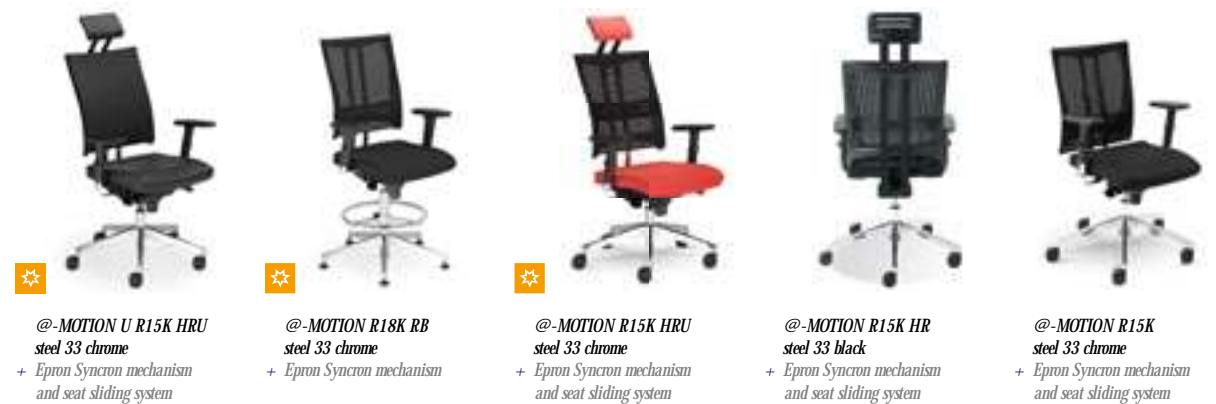 @-MOTION U R15K HRU
steel 33 chrome
+ Epron Syncron mechanism
and seat sliding system
@-MOTION R18K RB
steel 33 chrome
+ Epron Syncron mechanism
@-MOTION R15K HRU
steel 33 chrome
+ Epron Syncron mechanism
and seat sliding system
@-MOTION R15K HR
steel 33 black
+ Epron Syncron mechanism
and seat sliding system
@-MOTION R15K
steel 33 chrome
+ Epron Syncron mechanism
and seat sliding system